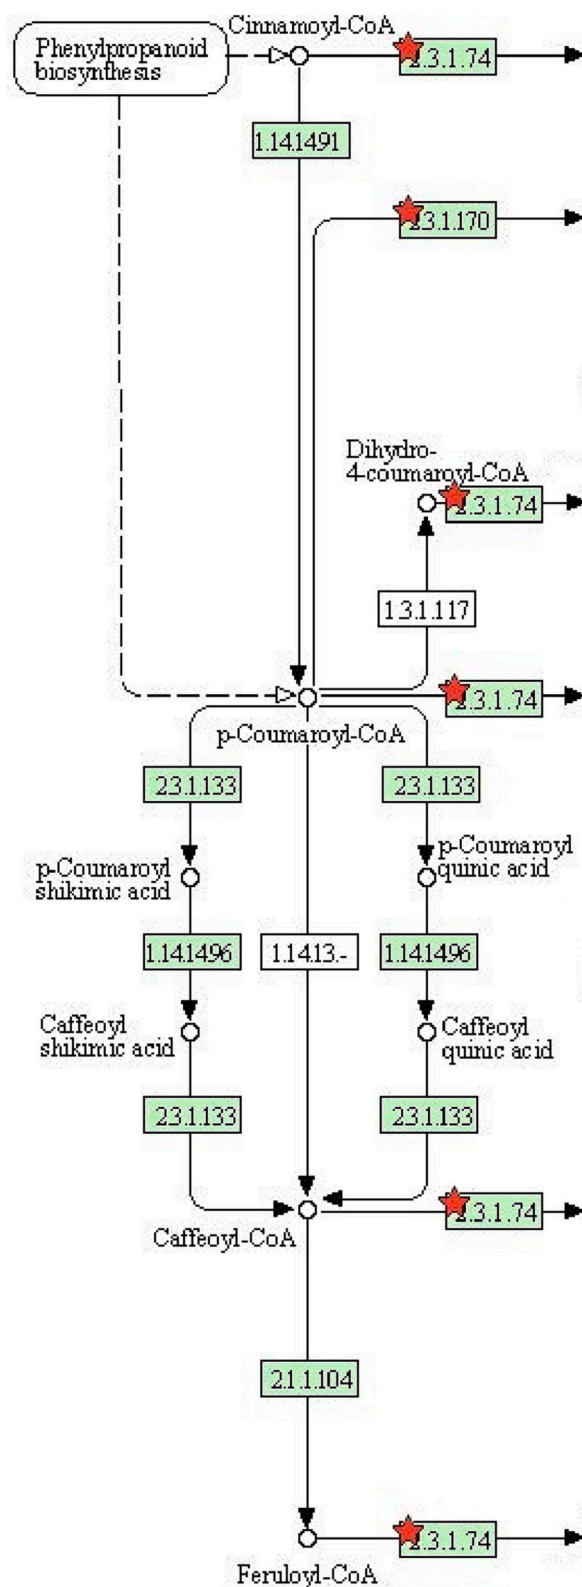 Cinnamoyl-CoA
Phenylpropanoid
biosynthesis
2.3.1.74
1.14.14.91
2.3.1.170
Dihydro-
4-coumaroyl-CoA
2.3.1.74
1.3.1.117
2.3.1.74
p-Coumaroyl-CoA
2.3.1.133
2.3.1.133
p-Coumaroyl
shikimic acid
p-Coumaroyl
quinic acid
1.14.14.96
1.14.13.-
1.14.14.96
Caffeoyl
shikimic acid
Caffeoyl
quinic acid
2.3.1.133
2.3.1.133
2.3.1.74
Caffeoyl-CoA
2.1.1.104
2.3.1.74
Feruloyl-CoA